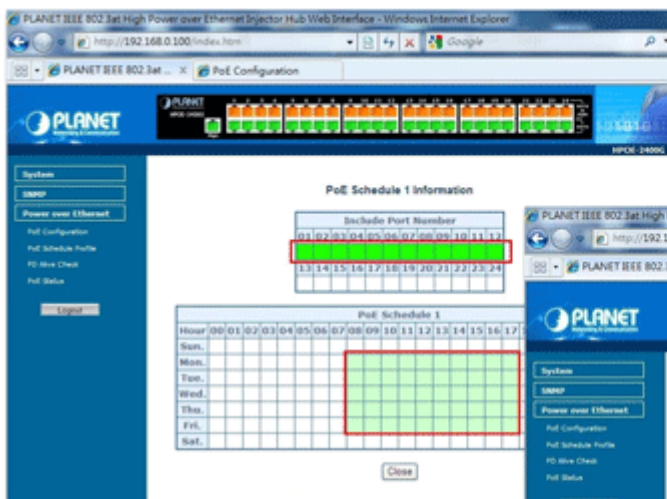 PLANET IEEE 802.3at High Power over Ethernet Injector Hub Web Interface - Windows Internet Explorer
http://192.168.0.100/index.htm
Google
PLANET IEEE 802.3at ...
PoE Configuration
PLANET
Networking & Communication
PLANET
HPOE-2400G
System
SNMP
Power over Ethernet
PoE Configuration
PoE Schedule Profile
PD Alive Check
PoE Status
Logout
PoE Schedule 1 Information
Include Port Number
01 02 03 04 05 06 07 08 09 10 11 12
13 14 15 16 17 18 19 20 21 22 23 24
PoE Schedule 1
Hour 00 01 02 03 04 05 06 07 08 09 10 11 12 13 14 15 16 17
Sun.
Mon.
Tue.
Wed.
Thu.
Fri.
Sat.
Close
PLANET IEEE 802.3at High
http://192.1
PLANET IEEE 802.
PLANET
Networking & Communication
System
SNMP
Power over Ethernet
PoE Configuration
PoE Schedule Profile
PD Alive Check
PoE Status